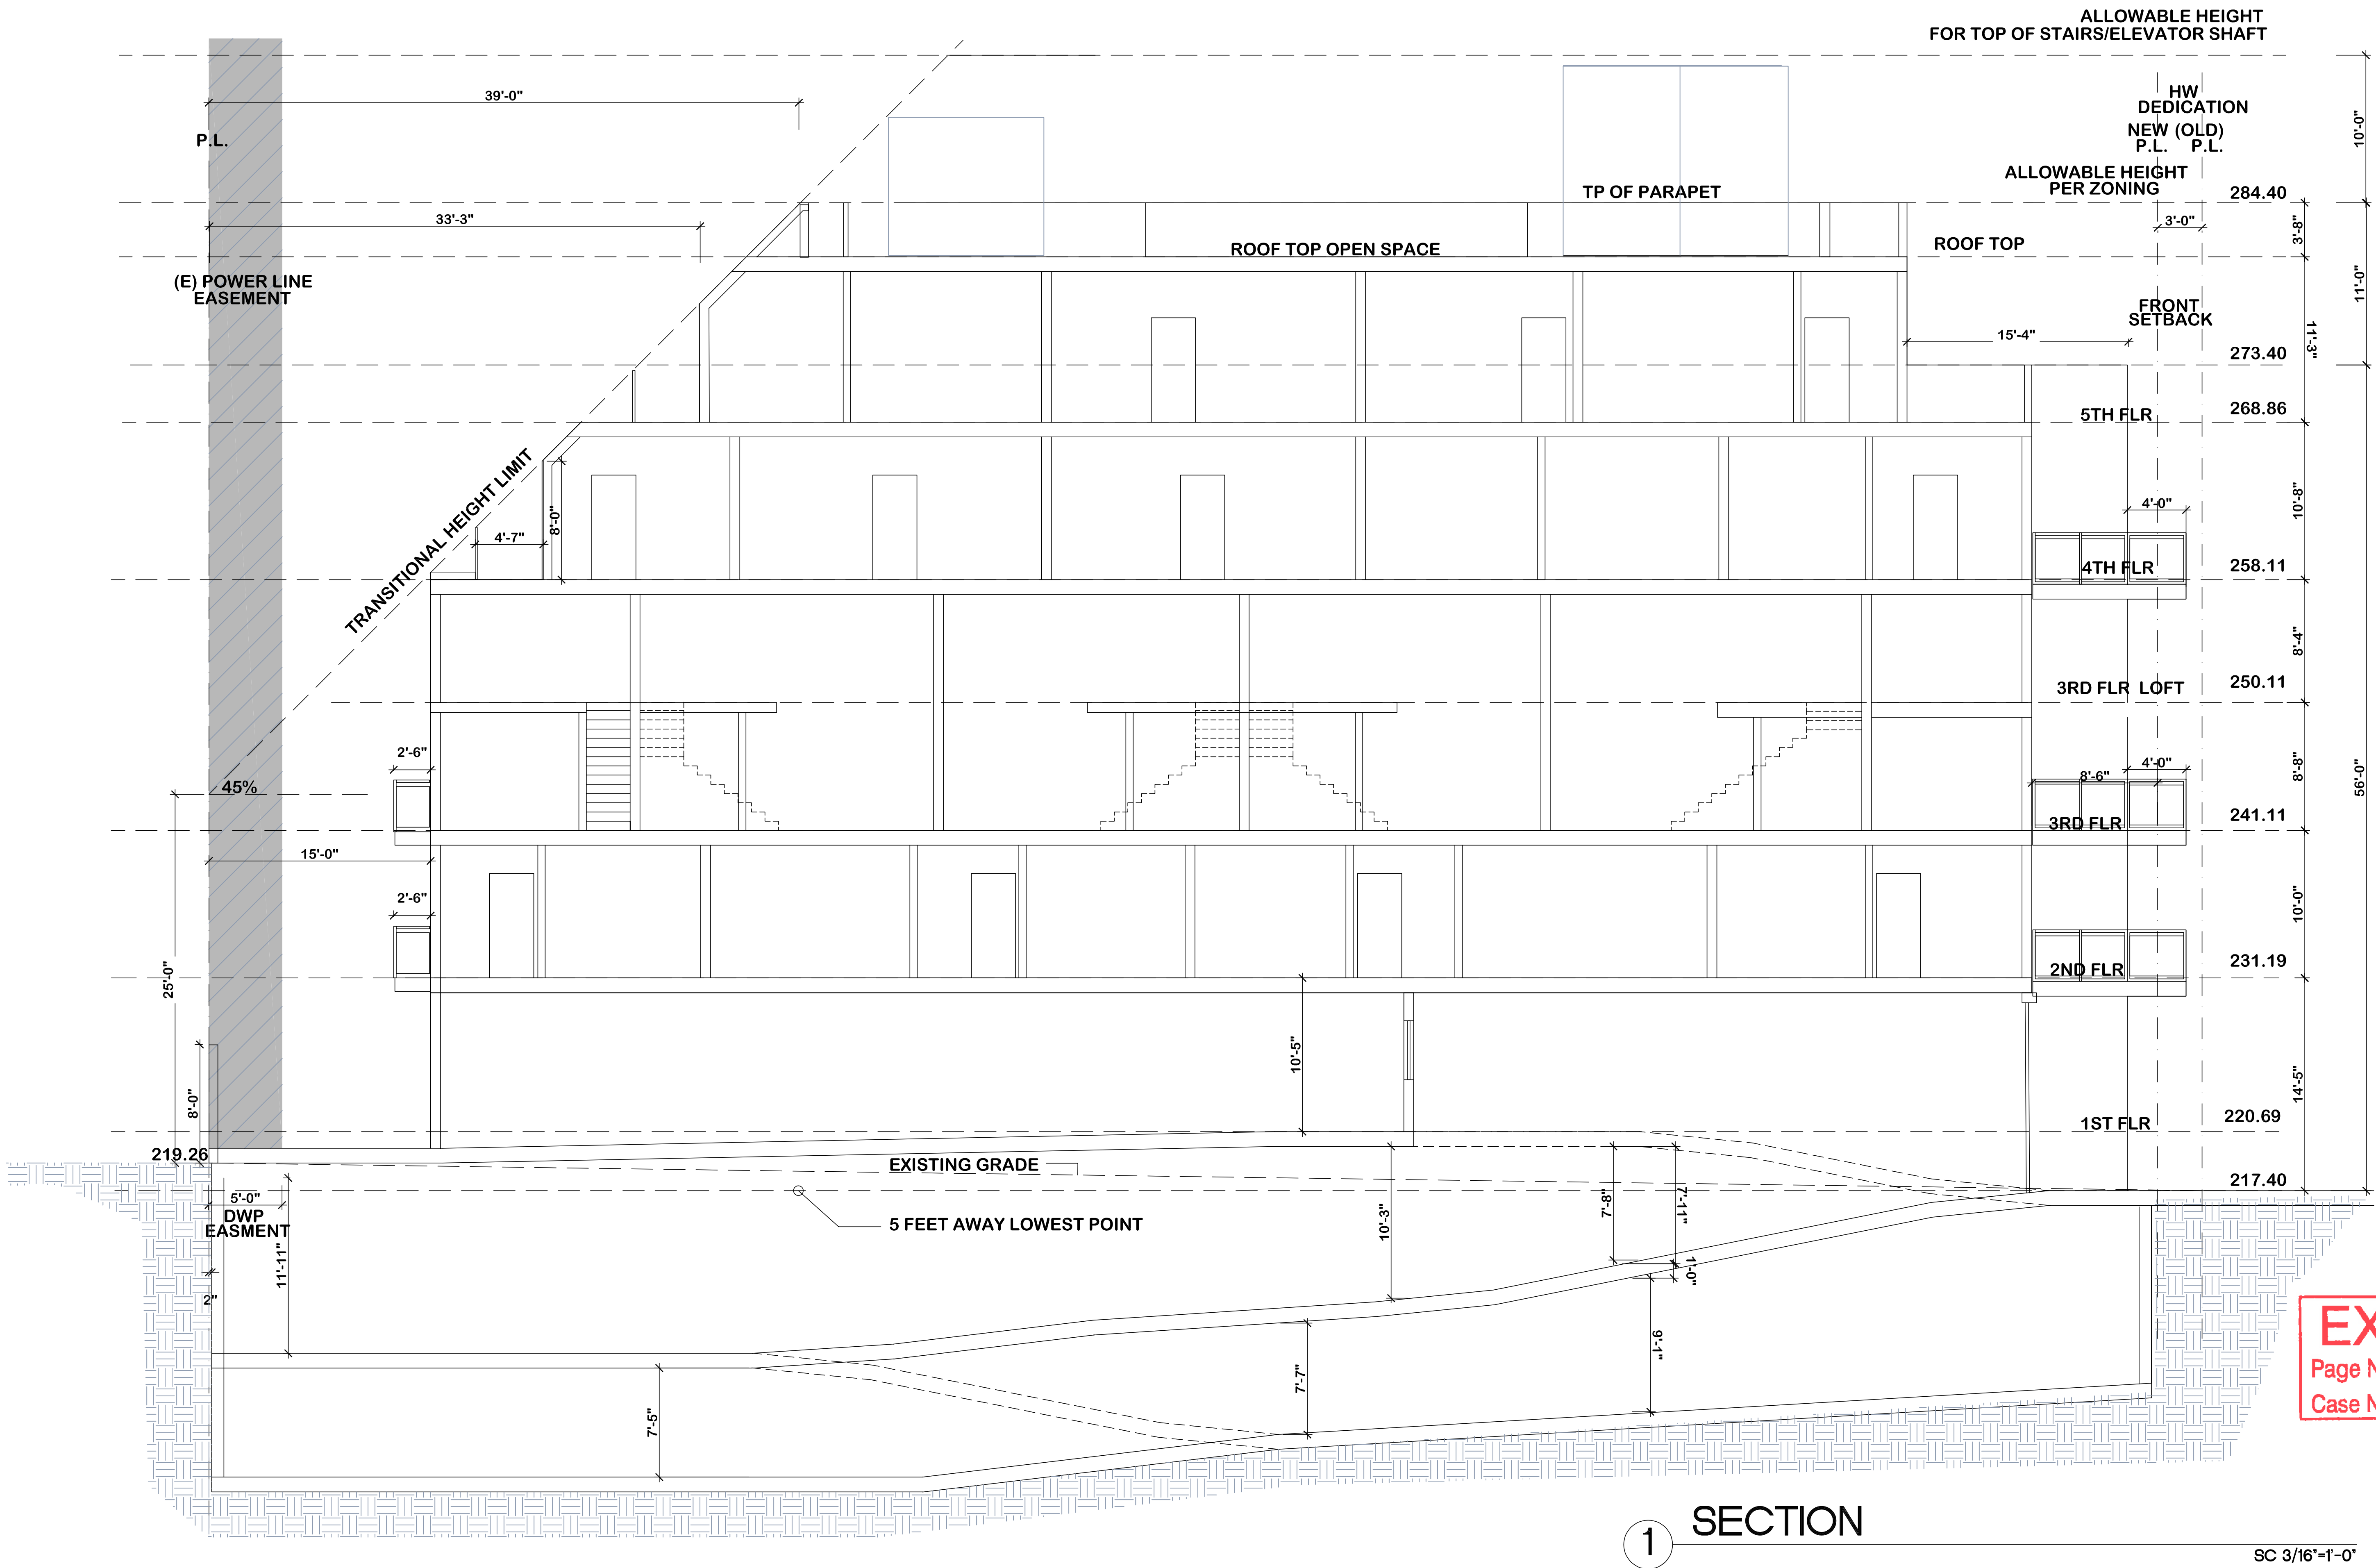 ALLOWABLE HEIGHT
FOR TOP OF STAIRS/ELEVATOR SHAFT
39'-0"
HW
DEDICATION
NEW (OLD)
P.L. P.L.
10'-0"
P.L.
ALLOWABLE HEIGHT
PER ZONING
284.40
TP OF PARAPET
33'-3"
3'-0"
3'-8"
ROOF TOP OPEN SPACE
ROOF TOP
(E) POWER LINE
EASEMENT
11'-0"
FRONT
SETBACK
15'-4"
11'-3"
273.40
5TH FLR
268.86
TRANSITIONAL HEIGHT LIMIT
8'-0"
4'-7"
10'-8"
4'-0"
4TH FLR
258.11
8'-4"
3RD FLR LOFT
250.11
2'-6"
45%
8'-8"
4'-0"
8'-6"
56'-0"
3RD FLR
241.11
15'-0"
2'-6"
10'-0"
25'-0"
2ND FLR
231.19
10'-5"
8'-0"
14'-5"
1ST FLR
220.69
219.26
EXISTING GRADE
217.40
5'-0"
DWP
EASMENT
5 FEET AWAY LOWEST POINT
11'-11"
10'-3"
7'-8"
7'-11"
1'-0"
2"
9'-1"
7'-7"
7'-5"
EX
Page N
Case N
1
SECTION
SC 3/16"=1'-0"